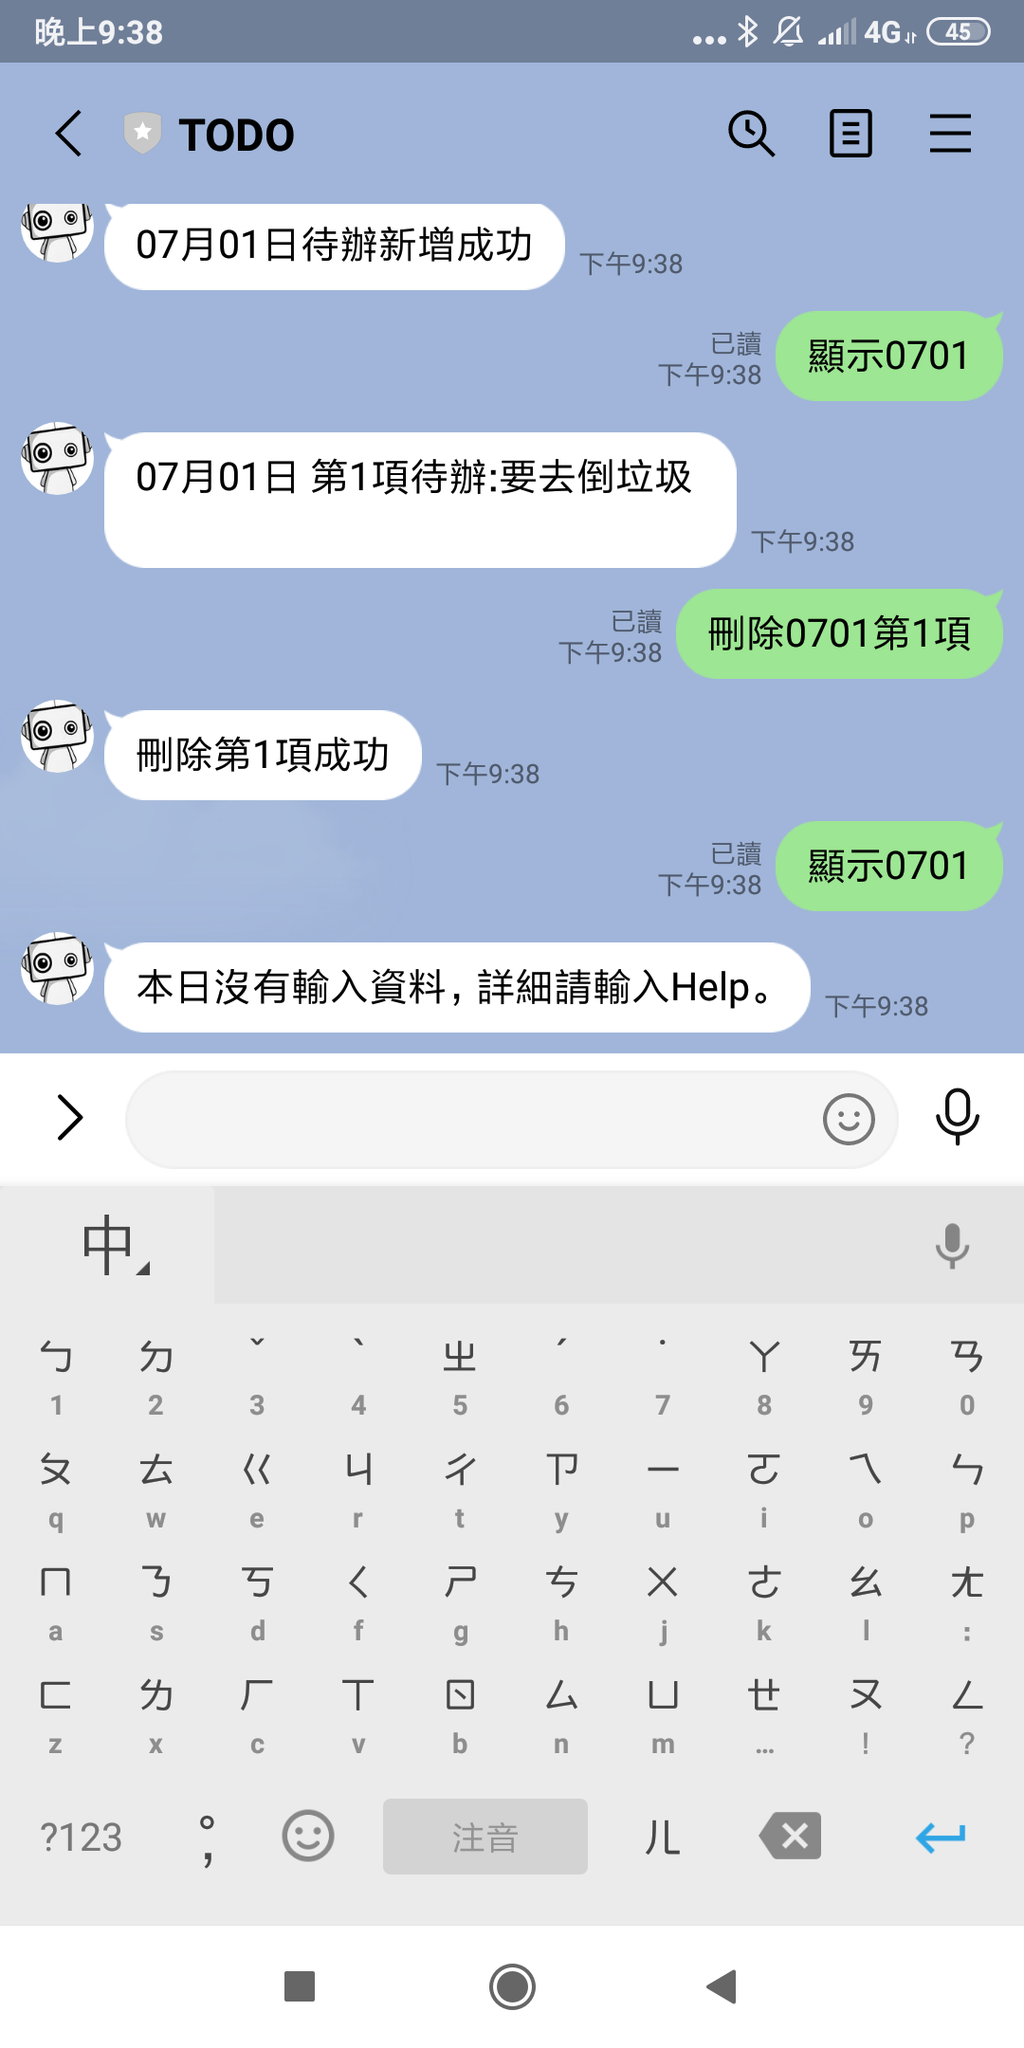 晚上9:38
4G
45
TODO
07月01日待辦新增成功
下午9:38
已讀
下午9:38
顯示0701
07月01日 第1項待辦:要去倒垃圾
下午9:38
已讀
下午9:38
刪除0701第1項
刪除第1項成功
下午9:38
已讀
下午9:38
顯示0701
本日沒有輸入資料, 詳細請輸入Help。
下午9:38
中
ㄅ ㄉ ˇ ˋ ㄓ ˊ ˙ ㄚ ㄞ ㄢ
1 2 3 4 5 6 7 8 9 0
ㄆ ㄊ ㄍ ㄐ ㄔ ㄗ ㄧ ㄛ ㄟ ㄣ
q w e r t y u i o p
ㄇ ㄋ ㄎ ㄑ ㄕ ㄘ ㄨ ㄜ ㄠ ㄤ
a s d f g h j k l :
ㄈ ㄌ ㄏ ㄒ ㄖ ㄙ ㄩ ㄝ ㄡ ㄥ
z x c v b n m … ! ?
?123 °, 注音 ㄦ